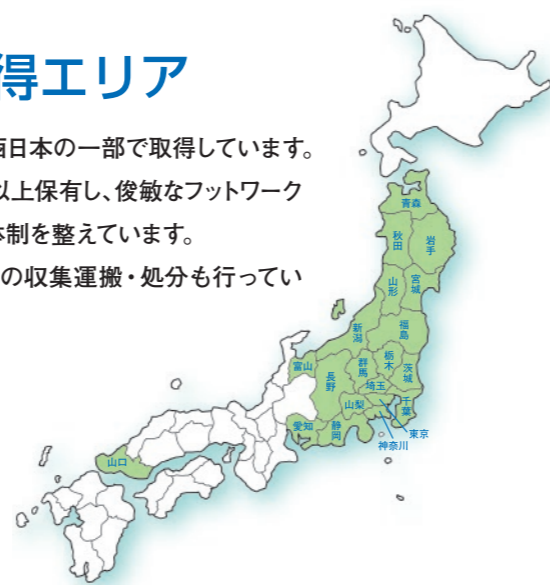 得エリア
西日本の一部で取得しています。
以上保有し、俊敏なフットワーク
体制を整えています。
の収集運搬・処分も行ってい
青森
秋田
岩手
山形
宮城
新潟
福島
富山
長野
群馬
栃木
茨城
埼玉
山梨
千葉
愛知
静岡
東京
神奈川
山口